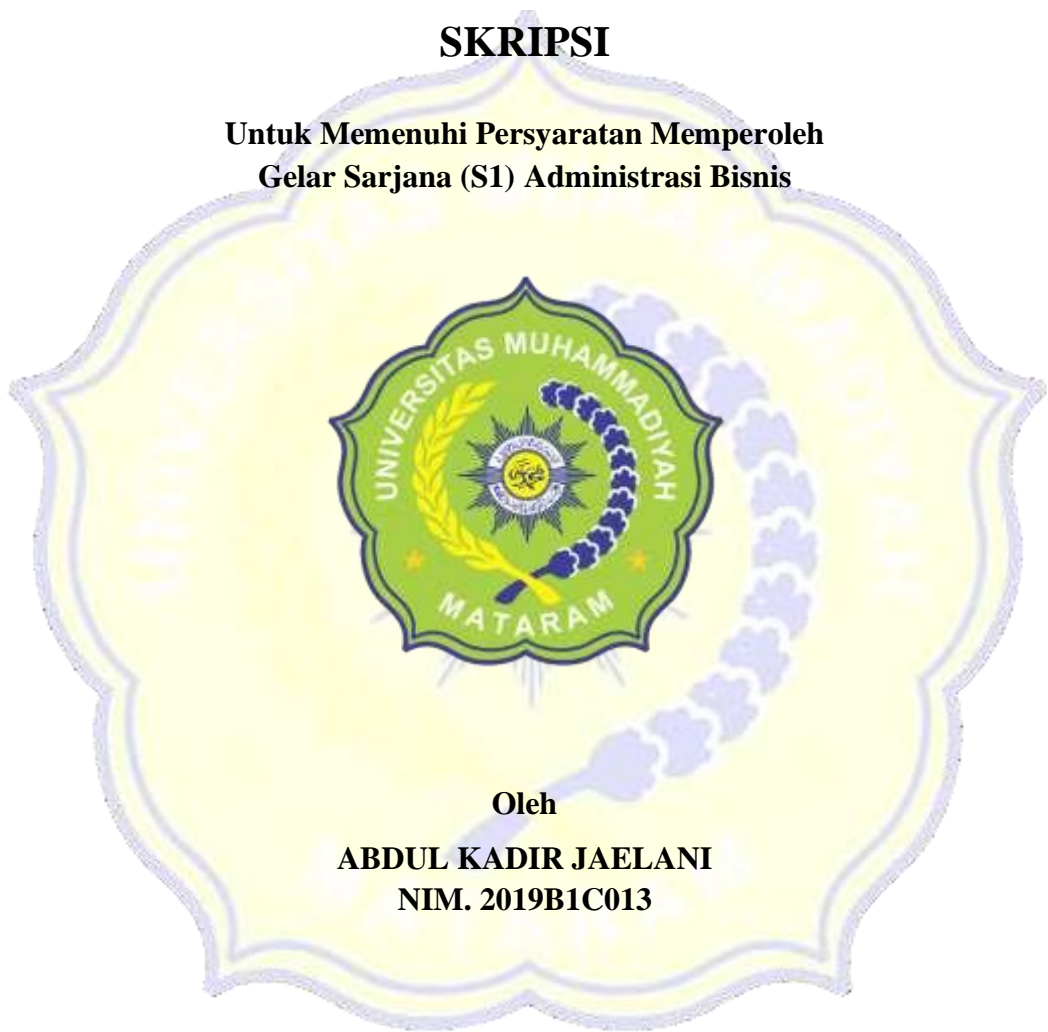 SKRIPSI
Untuk Memenuhi Persyaratan Memperoleh
Gelar Sarjana (S1) Administrasi Bisnis
UNIVERSITAS MUHAMMADIYAH
MATARAM
Oleh
ABDUL KADIR JAELANI
NIM. 2019B1C013